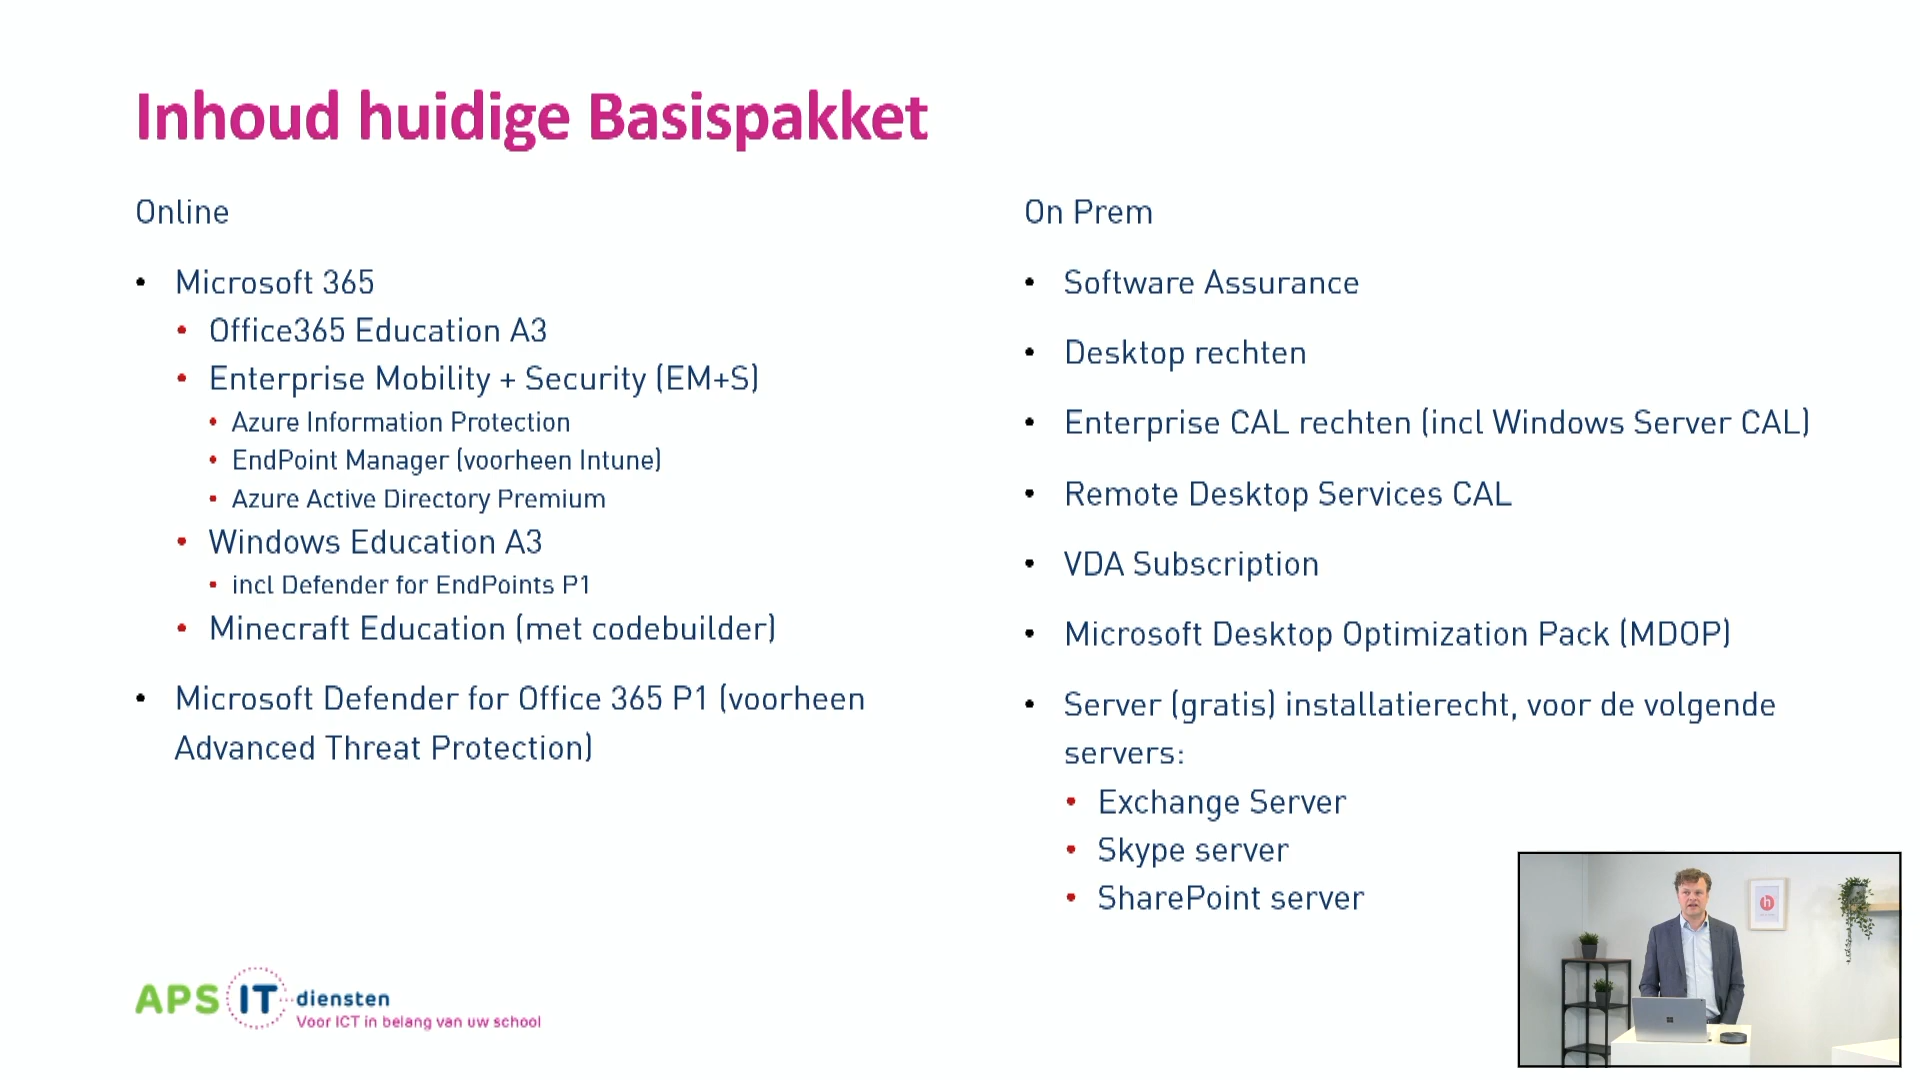 Inhoud huidige Basispakket
Online
• Microsoft 365
• Office365 Education A3
• Enterprise Mobility + Security (EM+S)
• Azure Information Protection
• EndPoint Manager (voorheen Intune)
• Azure Active Directory Premium
• Windows Education A3
• incl Defender for EndPoints P1
• Minecraft Education (met codebuilder)
• Microsoft Defender for Office 365 P1 (voorheen
Advanced Threat Protection)
On Prem
• Software Assurance
• Desktop rechten
• Enterprise CAL rechten (incl Windows Server CAL)
• Remote Desktop Services CAL
• VDA Subscription
• Microsoft Desktop Optimization Pack (MDOP)
• Server (gratis) installatierecht, voor de volgende
servers:
• Exchange Server
• Skype server
• SharePoint server
APS IT diensten
Voor ICT in belang van uw school
h